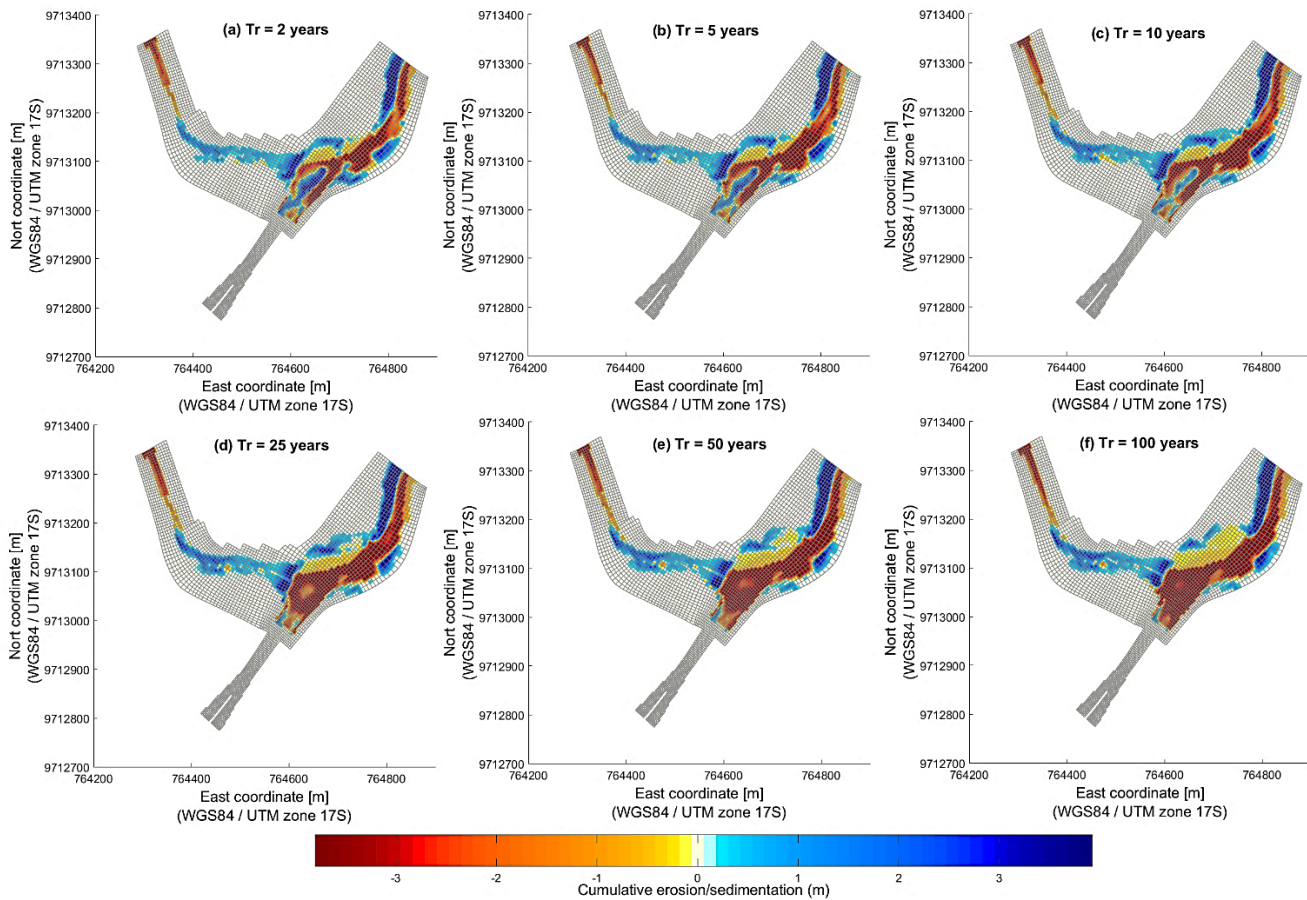 (a) Tr = 2 years
(b) Tr = 5 years
(c) Tr = 10 years
9713400
9713300
9713200
9713100
9713000
9712900
9712800
9712700
Nort coordinate [m]
(WGS84 / UTM zone 17S)
764200
764400
764600
764800
East coordinate [m]
(WGS84 / UTM zone 17S)
9713400
9713300
9713200
9713100
9713000
9712900
9712800
9712700
Nort coordinate [m]
(WGS84 / UTM zone 17S)
764200
764400
764600
764800
East coordinate [m]
(WGS84 / UTM zone 17S)
9713400
9713300
9713200
9713100
9713000
9712900
9712800
9712700
Nort coordinate [m]
(WGS84 / UTM zone 17S)
764200
764400
764600
764800
East coordinate [m]
(WGS84 / UTM zone 17S)
(d) Tr = 25 years
(e) Tr = 50 years
(f) Tr = 100 years
9713400
9713300
9713200
9713100
9713000
9712900
9712800
9712700
Nort coordinate [m]
(WGS84 / UTM zone 17S)
764200
764400
764600
764800
East coordinate [m]
(WGS84 / UTM zone 17S)
9713400
9713300
9713200
9713100
9713000
9712900
9712800
9712700
Nort coordinate [m]
(WGS84 / UTM zone 17S)
764200
764400
764600
764800
East coordinate [m]
(WGS84 / UTM zone 17S)
9713400
9713300
9713200
9713100
9713000
9712900
9712800
9712700
Nort coordinate [m]
(WGS84 / UTM zone 17S)
764200
764400
764600
764800
East coordinate [m]
(WGS84 / UTM zone 17S)
-3 -2 -1 0 1 2 3
Cumulative erosion/sedimentation (m)